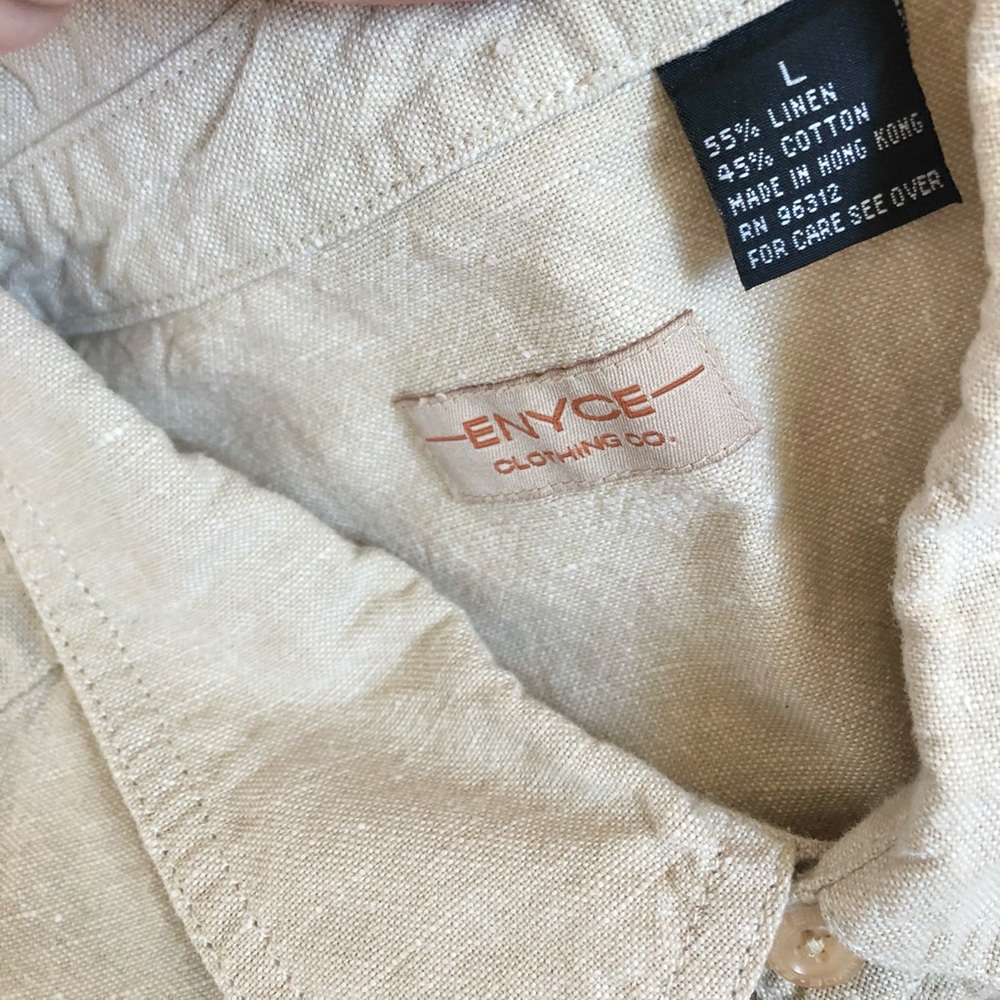 L
55% LINEN
45% COTTON
MADE IN HONG KONG
RN 96312
FOR CARE SEE OVER
ENYCE
CLOTHING CO.